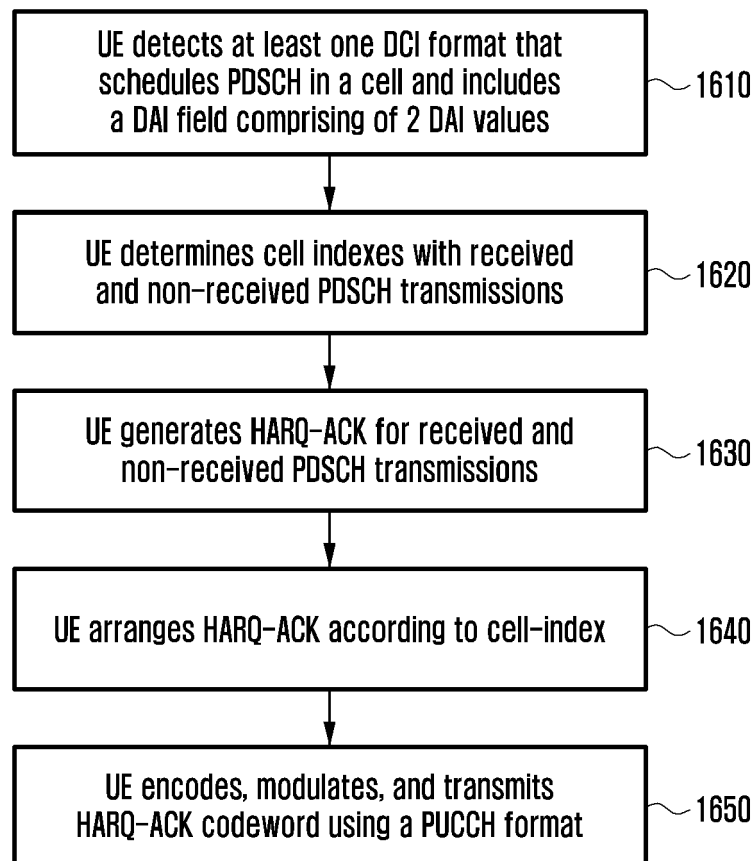 UE detects at least one DCI format that
schedules PDSCH in a cell and includes
a DAI field comprising of 2 DAI values
1610
UE determines cell indexes with received
and non-received PDSCH transmissions
1620
UE generates HARQ-ACK for received and
non-received PDSCH transmissions
1630
UE arranges HARQ-ACK according to cell-index
1640
UE encodes, modulates, and transmits
HARQ-ACK codeword using a PUCCH format
1650